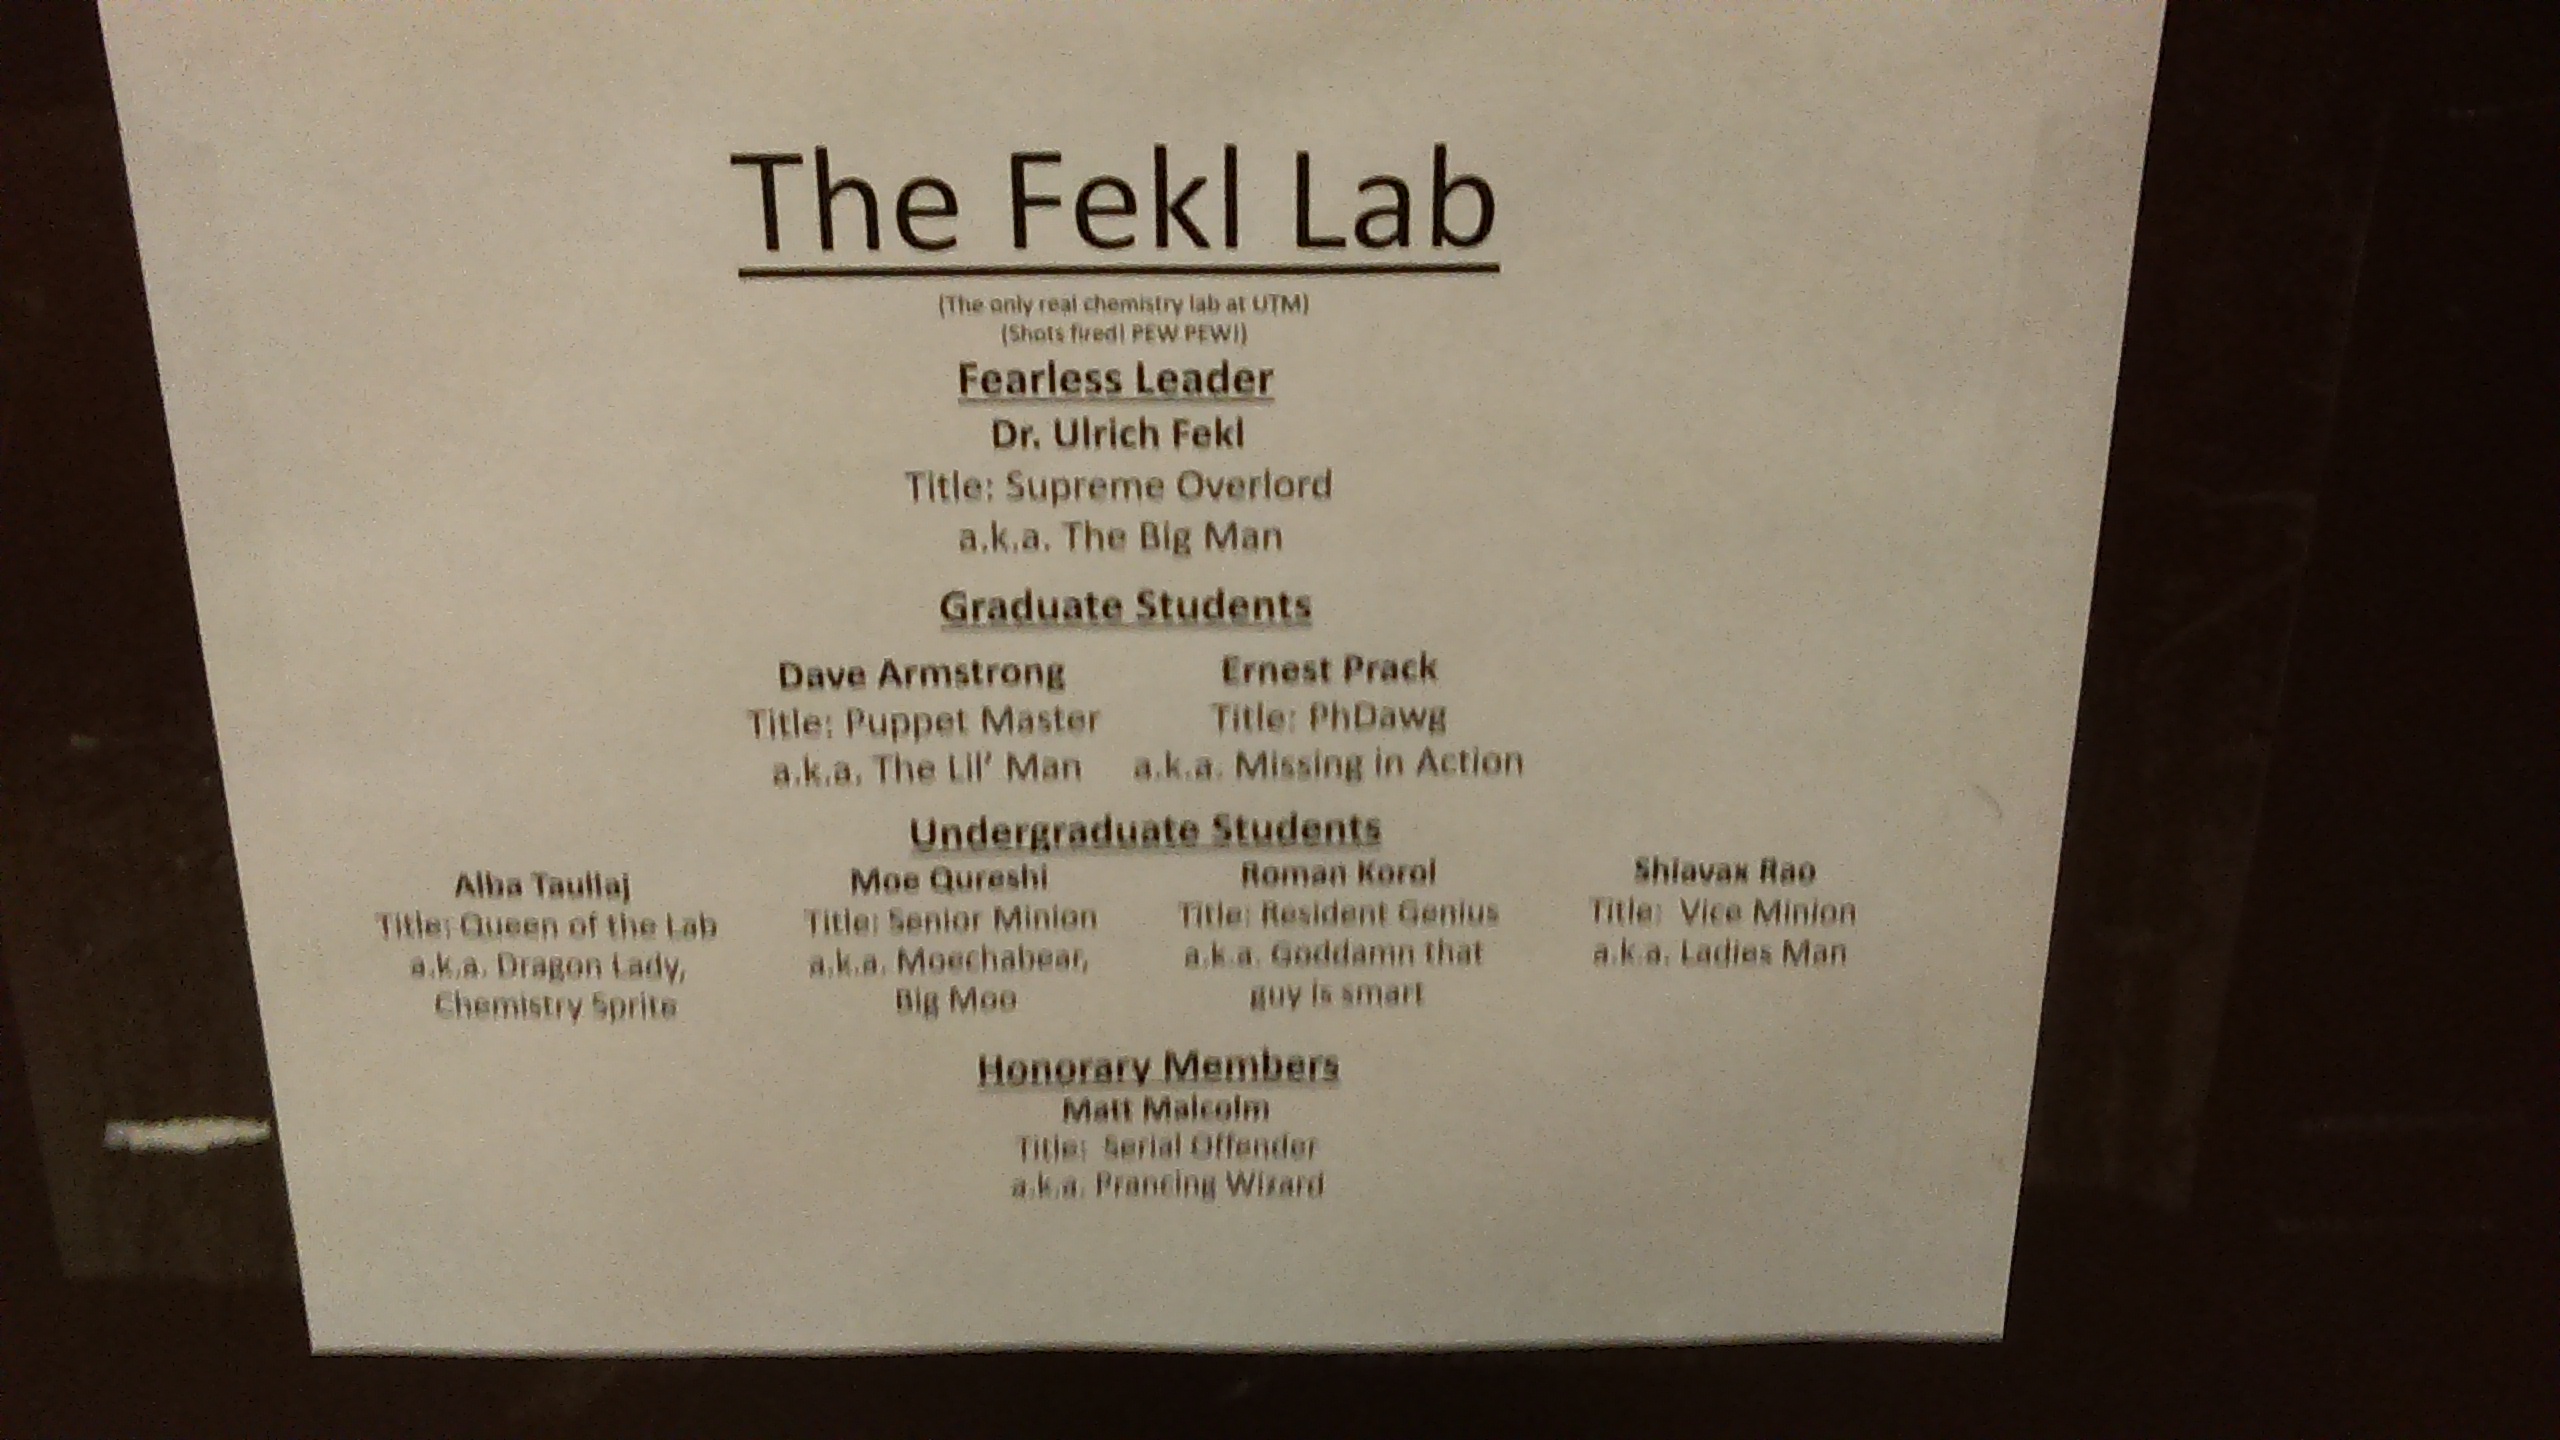 The Fekl Lab
(The only real chemistry lab at UTM)
(Shots fired! PEW PEW!)
Fearless Leader
Dr. Ulrich Fekl
Title: Supreme Overlord
a.k.a. The Big Man
Graduate Students
Dave Armstrong Ernest Prack
Title: Puppet Master Title: PhDawg
a.k.a. The Lil' Man a.k.a. Missing in Action
Undergraduate Students
Alba Taullaj Moe Qureshi Roman Korol Shiavax Rao
Title: Queen of the Lab Title: Senior Minion Title: Resident Genius Title: Vice Minion
a.k.a. Dragon Lady, a.k.a. Moechabear, a.k.a. Goddamn that a.k.a. Ladies Man
Chemistry Sprite Big Moo guy is smart
Honorary Members
Matt Malcolm
Title: Serial Offender
a.k.a. Prancing Wizard